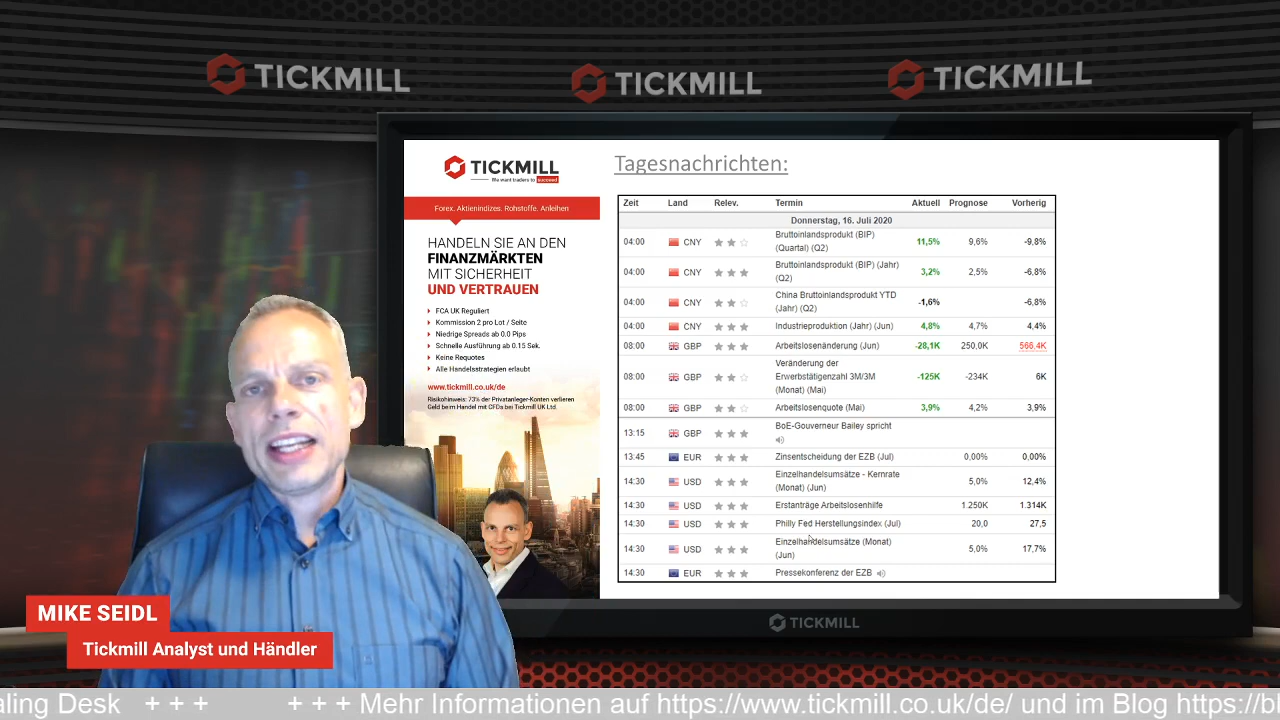 TICKMILL
TICKMILL
TICKMILL
TICKMILL
We want traders to succeed
Forex. Aktienindizes. Rohstoffe. Anleihen
HANDELN SIE AN DEN
FINANZMÄRKTEN
MIT SICHERHEIT
UND VERTRAUEN
FCA UK Reguliert
Kommission 2 pro Lot / Seite
Niedrige Spreads ab 0.0 Pips
Schnelle Ausführung ab 0.15 Sek.
Keine Requotes
Alle Handelsstrategien erlaubt
www.tickmill.co.uk/de
Risikohinweis: 73% der Privatanleger-Konten verlieren
Geld beim Handel mit CFDs bei Tickmill UK Ltd.
Tagesnachrichten:
Zeit Land Relev. Termin Aktuell Prognose Vorherig
Donnerstag, 16. Juli 2020
04:00 CNY Bruttoinlandsprodukt (BIP) (Quartal) (Q2) 11,5% 9,6% -9,8%
04:00 CNY Bruttoinlandsprodukt (BIP) (Jahr) (Q2) 3,2% 2,5% -6,8%
04:00 CNY China Bruttoinlandsprodukt YTD (Jahr) (Q2) -1,6% -6,8%
04:00 CNY Industrieproduktion (Jahr) (Jun) 4,8% 4,7% 4,4%
08:00 GBP Arbeitslosenänderung (Jun) -28,1K 250,0K 566,4K
08:00 GBP Veränderung der Erwerbstätigenzahl 3M/3M (Monat) (Mai) -125K -234K 6K
08:00 GBP Arbeitslosenquote (Mai) 3,9% 4,2% 3,9%
13:15 GBP BoE-Gouverneur Bailey spricht
13:45 EUR Zinsentscheidung der EZB (Jul) 0,00% 0,00%
14:30 USD Einzelhandelsumsätze - Kernrate (Monat) (Jun) 5,0% 12,4%
14:30 USD Erstanträge Arbeitslosenhilfe 1.250K 1.314K
14:30 USD Philly Fed Herstellungsindex (Jul) 20,0 27,5
14:30 USD Einzelhandelsumsätze (Monat) (Jun) 5,0% 17,7%
14:30 EUR Pressekonferenz der EZB
TICKMILL
MIKE SEIDL
Tickmill Analyst und Händler
aling Desk +++ +++ Mehr Informationen auf https://www.tickmill.co.uk/de/ und im Blog https://b